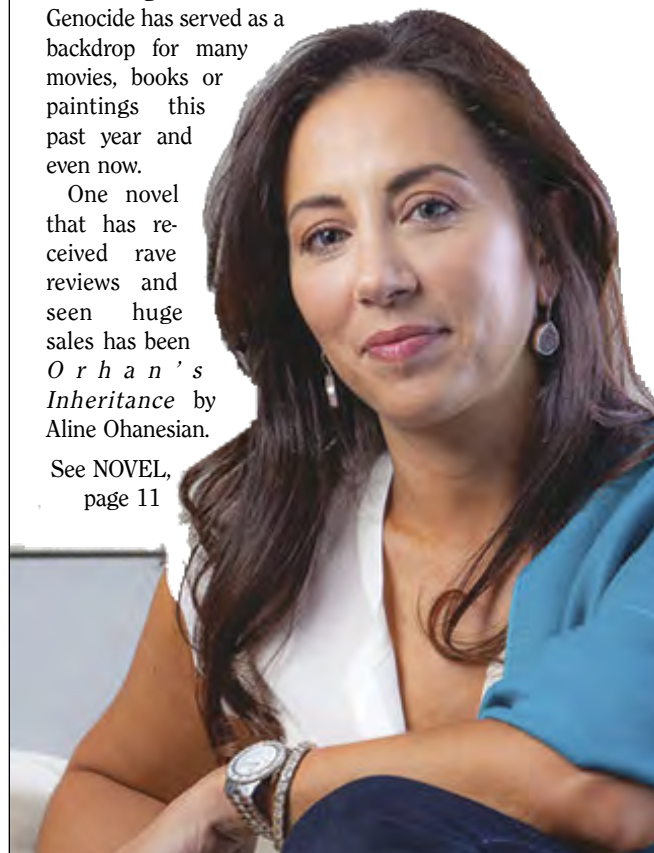 Genocide has served as a
backdrop for many
movies, books or
paintings this
past year and
even now.
One novel
that has re-
ceived rave
reviews and
seen huge
sales has been
Orhan's
Inheritance by
Aline Ohanesian.
See NOVEL,
page 11